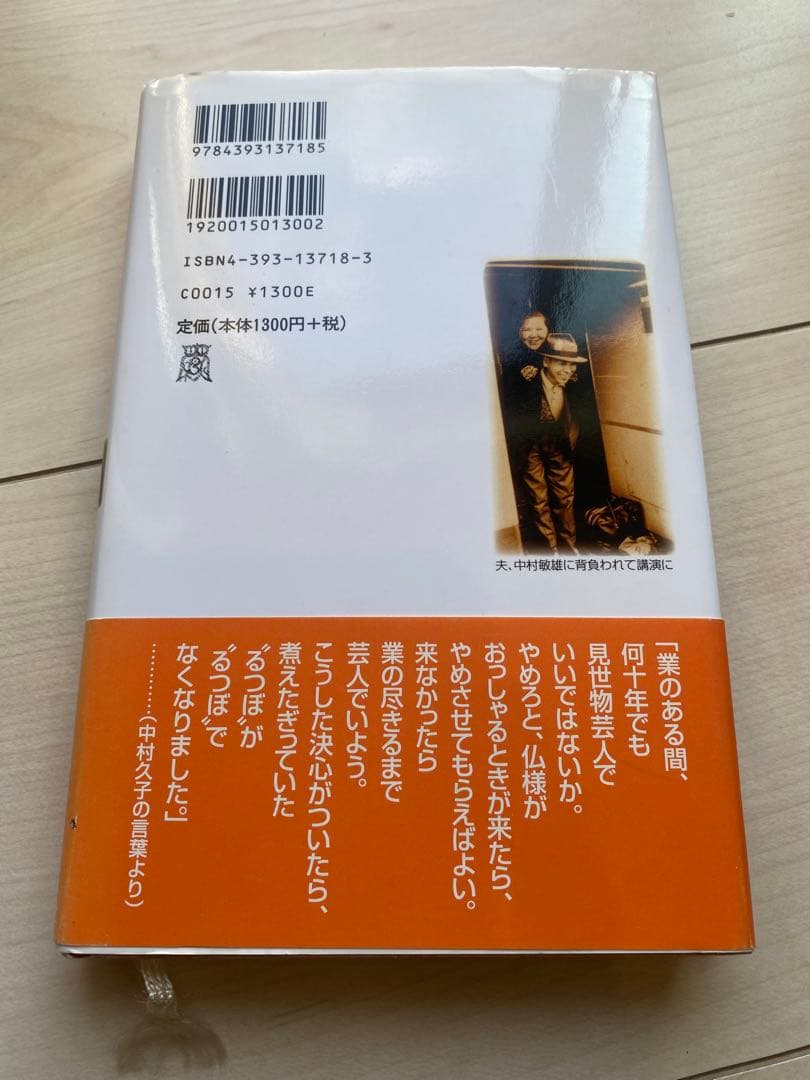 9784393137185
1920015013002
ISBN4-393-13718-3
C0015 ¥1300E
定価(本体1300円+税)
夫、中村敏雄に背負われて講演に
「業のある間、
何十年でも
見世物芸人で
いいではないか。
やめろと、仏様が
おっしゃるときが来たら、
やめさせてもらえばよい。
来なかったら
業の尽きるまで
芸人でいよう。
こうした決心がついたら、
煮えたぎっていた
〝るつぼ〟が
〝るつぼ〟で
なくなりました。」
…………(中村久子の言葉より)